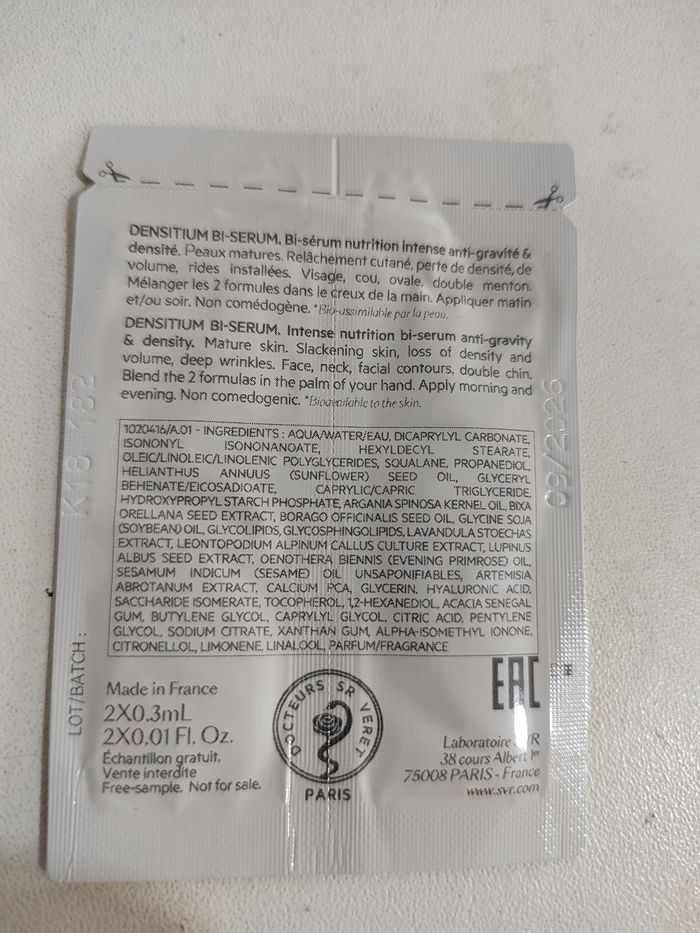 DENSITIUM BI-SERUM. Bi-sérum nutrition intense anti-gravité &
densité. Peaux matures. Relâchement cutané, perte de densité, de
volume, rides installées. Visage, cou, ovale, double menton.
Mélanger les 2 formules dans le creux de la main. Appliquer matin
et/ou soir. Non comédogène. *Bio-assimilable par la peau.
DENSITIUM BI-SERUM. Intense nutrition bi-serum anti-gravity
& density. Mature skin. Slackening skin, loss of density and
volume, deep wrinkles. Face, neck, facial contours, double chin.
Blend the 2 formulas in the palm of your hand. Apply morning and
evening. Non comedogenic. *Bioavailable to the skin.
1020416/A.01 - INGREDIENTS : AQUA/WATER/EAU, DICAPRYLYL CARBONATE,
ISONONYL ISONONANOATE, HEXYLDECYL STEARATE,
OLEIC/LINOLEIC/LINOLENIC POLYGLYCERIDES, SQUALANE, PROPANEDIOL,
HELIANTHUS ANNUUS (SUNFLOWER) SEED OIL, GLYCERYL
BEHENATE/EICOSADIOATE, CAPRYLIC/CAPRIC TRIGLYCERIDE,
HYDROXYPROPYL STARCH PHOSPHATE, ARGANIA SPINOSA KERNEL OIL, BIXA
ORELLANA SEED EXTRACT, BORAGO OFFICINALIS SEED OIL, GLYCINE SOJA
(SOYBEAN) OIL, GLYCOLIPIDS, GLYCOSPHINGOLIPIDS, LAVANDULA STOECHAS
EXTRACT, LEONTOPODIUM ALPINUM CALLUS CULTURE EXTRACT, LUPINUS
ALBUS SEED EXTRACT, OENOTHERA BIENNIS (EVENING PRIMROSE) OIL,
SESAMUM INDICUM (SESAME) OIL UNSAPONIFIABLES, ARTEMISIA
ABROTANUM EXTRACT, CALCIUM PCA, GLYCERIN, HYALURONIC ACID,
SACCHARIDE ISOMERATE, TOCOPHEROL, 1,2-HEXANEDIOL, ACACIA SENEGAL
GUM, BUTYLENE GLYCOL, CAPRYLYL GLYCOL, CITRIC ACID, PENTYLENE
GLYCOL, SODIUM CITRATE, XANTHAN GUM, ALPHA-ISOMETHYL IONONE,
CITRONELLOL, LIMONENE, LINALOOL, PARFUM/FRAGRANCE
LOT/BATCH :
K18 182
09/2026
Made in France
2X0.3mL
2X0.01 Fl. Oz.
Échantillon gratuit.
Vente interdite
Free-sample. Not for sale.
DOCTEURS SR VERET
PARIS
EAC
Laboratoire SVR
38 cours Albert 1er
75008 PARIS - France
www.svr.com